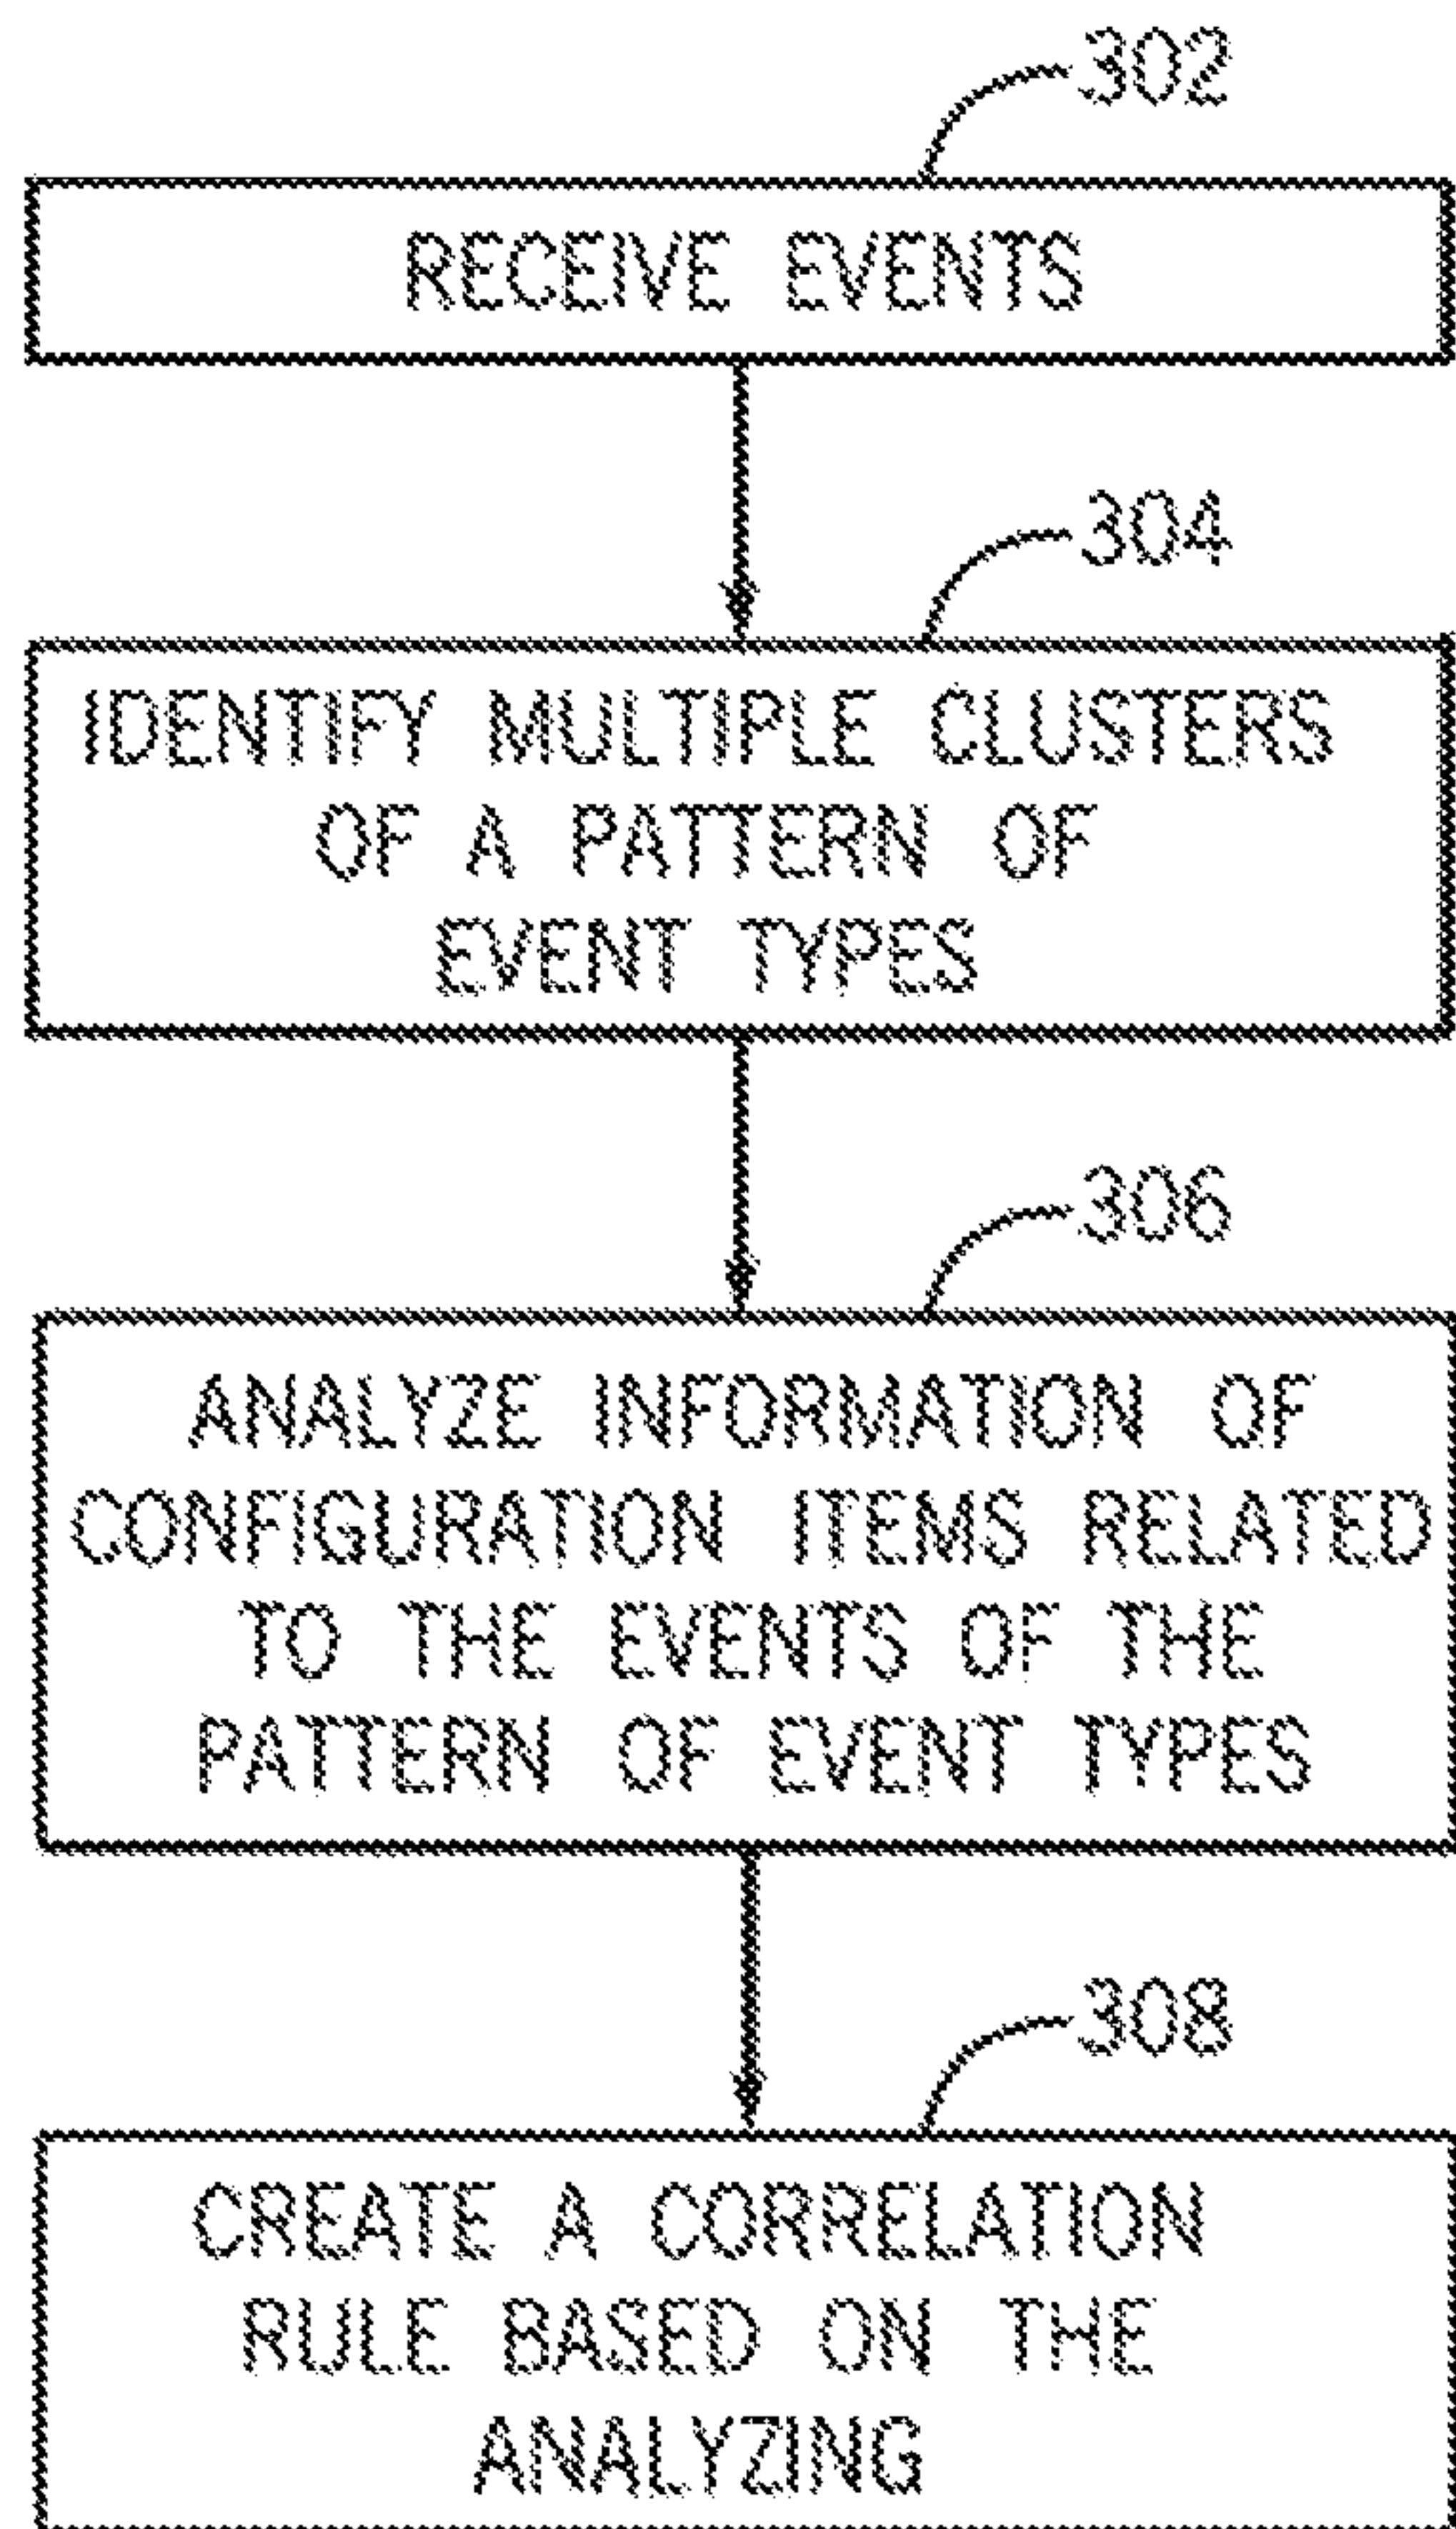 302
RECEIVE EVENTS
304
IDENTIFY MULTIPLE CLUSTERS
OF A PATTERN OF
EVENT TYPES
306
ANALYZE INFORMATION OF
CONFIGURATION ITEMS RELATED
TO THE EVENTS OF THE
PATTERN OF EVENT TYPES
308
CREATE A CORRELATION
RULE BASED ON THE
ANALYZING